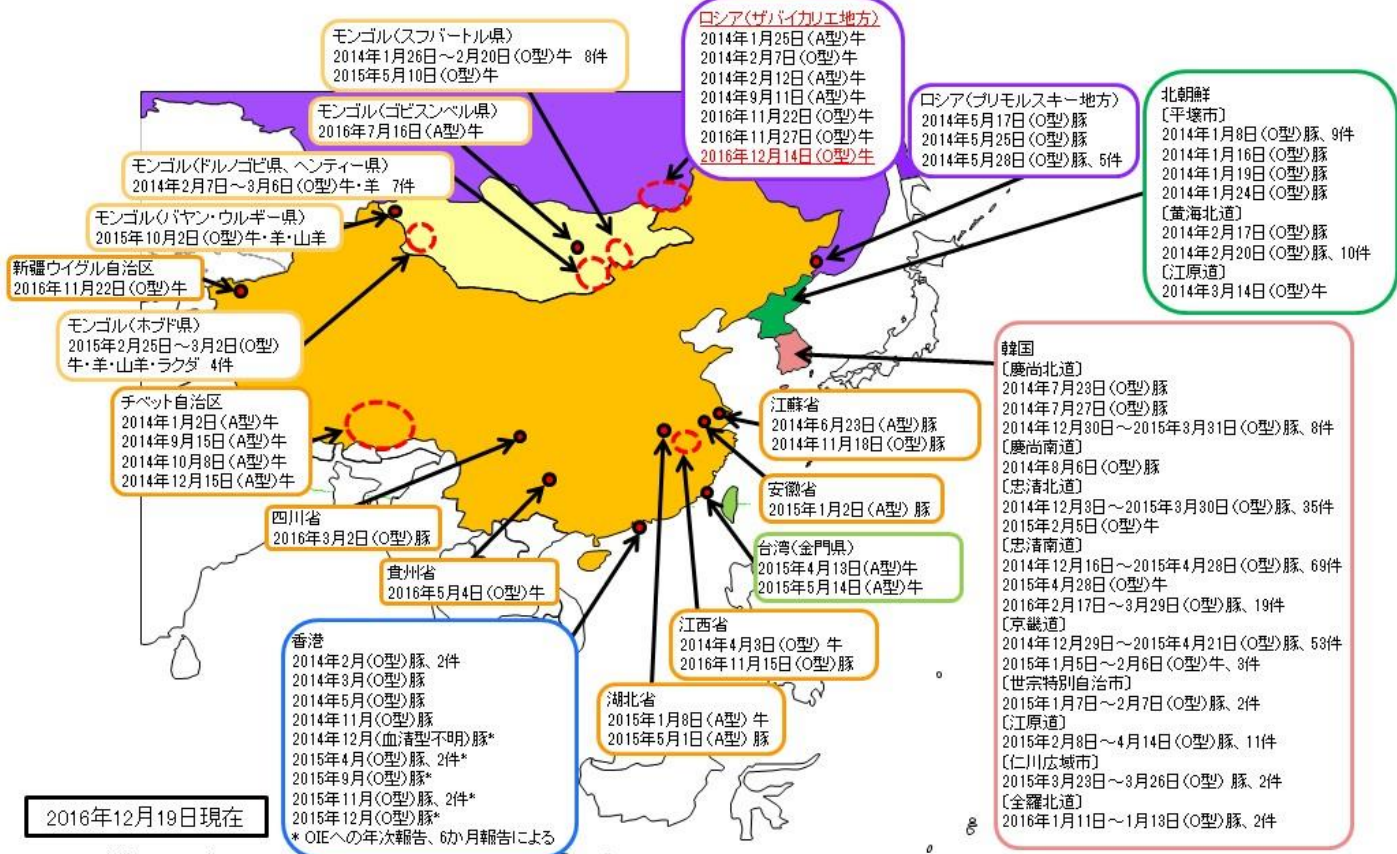 モンゴル(スフバートル県)
2014年1月26日～2月20日(O型)牛 8件
2015年5月10日(O型)牛
モンゴル(ゴビスンベル県)
2016年7月16日(A型)牛
モンゴル(ドルノゴビ県、ヘンティー県)
2014年2月7日～3月6日(O型)牛・羊 7件
モンゴル(バヤン・ウルギー県)
2015年10月2日(O型)牛・羊・山羊
新疆ウイグル自治区
2016年11月22日(O型)牛
モンゴル(ホブド県)
2015年2月25日～3月2日(O型)
牛・羊・山羊・ラクダ 4件
チベット自治区
2014年1月2日(A型)牛
2014年9月15日(A型)牛
2014年10月8日(A型)牛
2014年12月15日(A型)牛
四川省
2016年3月2日(O型)豚
貴州省
2016年5月4日(O型)牛
香港
2014年2月(O型)豚、2件
2014年3月(O型)豚
2014年5月(O型)豚
2014年11月(O型)豚
2014年12月(血清型不明)豚*
2015年4月(O型)豚、2件*
2015年9月(O型)豚*
2015年11月(O型)豚、2件*
2015年12月(O型)豚*
* OIEへの年次報告、6か月報告による
2016年12月19日現在
ロシア(ザバイカリエ地方)
2014年1月25日(A型)牛
2014年2月7日(O型)牛
2014年2月12日(A型)牛
2014年9月11日(A型)牛
2016年11月22日(O型)牛
2016年11月27日(O型)牛
2016年12月14日(O型)牛
ロシア(プリモルスキー地方)
2014年5月17日(O型)豚
2014年5月25日(O型)豚
2014年5月28日(O型)豚、5件
北朝鮮
〔平壌市〕
2014年1月8日(O型)豚、9件
2014年1月16日(O型)豚
2014年1月19日(O型)豚
2014年1月24日(O型)豚
〔黄海北道〕
2014年2月17日(O型)豚
2014年2月20日(O型)豚、10件
〔江原道〕
2014年3月14日(O型)牛
江蘇省
2014年6月23日(A型)豚
2014年11月18日(O型)豚
安徽省
2015年1月2日(A型) 豚
台湾(金門県)
2015年4月13日(A型)牛
2015年5月14日(A型)牛
江西省
2014年4月3日(O型) 牛
2016年11月15日(O型)豚
湖北省
2015年1月8日(A型) 牛
2015年5月1日(A型) 豚
韓国
〔慶尚北道〕
2014年7月23日(O型)豚
2014年7月27日(O型)豚
2014年12月30日～2015年3月31日(O型)豚、8件
〔慶尚南道〕
2014年8月6日(O型)豚
〔忠清北道〕
2014年12月3日～2015年3月30日(O型)豚、35件
2015年2月5日(O型)牛
〔忠清南道〕
2014年12月16日～2015年4月28日(O型)豚、69件
2015年4月28日(O型)牛
2016年2月17日～3月29日(O型)豚、19件
〔京畿道〕
2014年12月29日～2015年4月21日(O型)豚、53件
2015年1月5日～2月6日(O型)牛、3件
〔世宗特別自治市〕
2015年1月7日～2月7日(O型)豚、2件
〔江原道〕
2015年2月8日～4月14日(O型)豚、11件
〔仁川広域市〕
2015年3月23日～3月26日(O型) 豚、2件
〔全羅北道〕
2016年1月11日～1月13日(O型)豚、2件